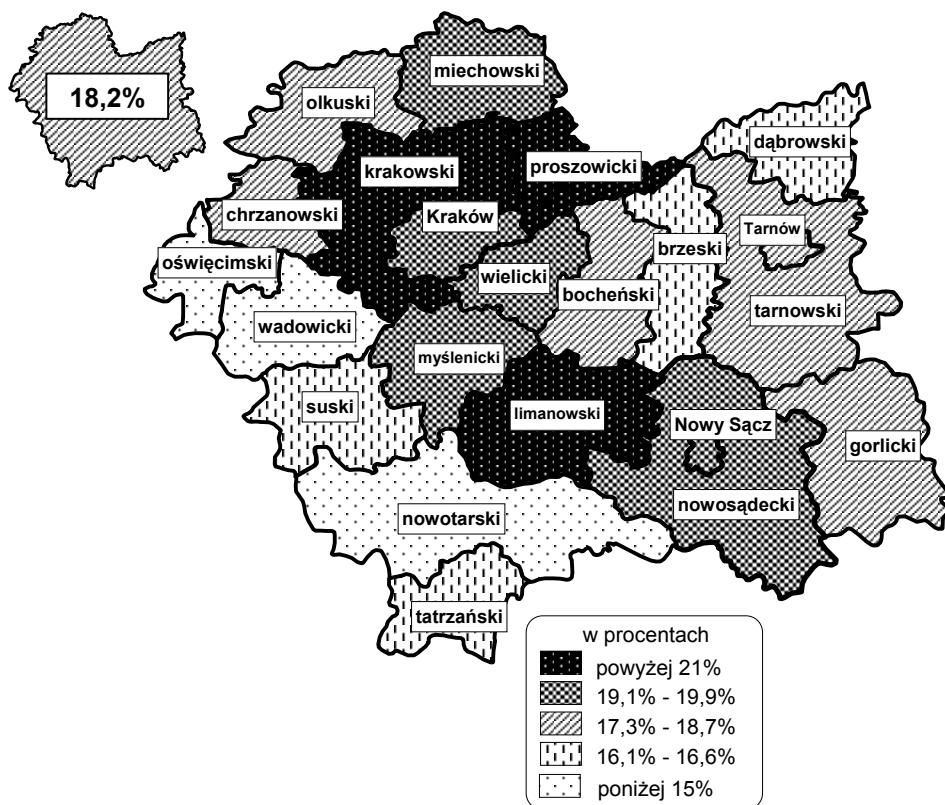 18,2%
miechowski
olkuski
dąbrowski
krakowski
proszowicki
chrzanowski
Kraków
Tarnów
brzeski
oświęcimski
wielicki
bocheński
tarnowski
wadowicki
myślenicki
suski
limanowski
Nowy Sącz
gorlicki
nowosądecki
nowotarski
tatrzański
w procentach
powyżej 21%
19,1% - 19,9%
17,3% - 18,7%
16,1% - 16,6%
poniżej 15%